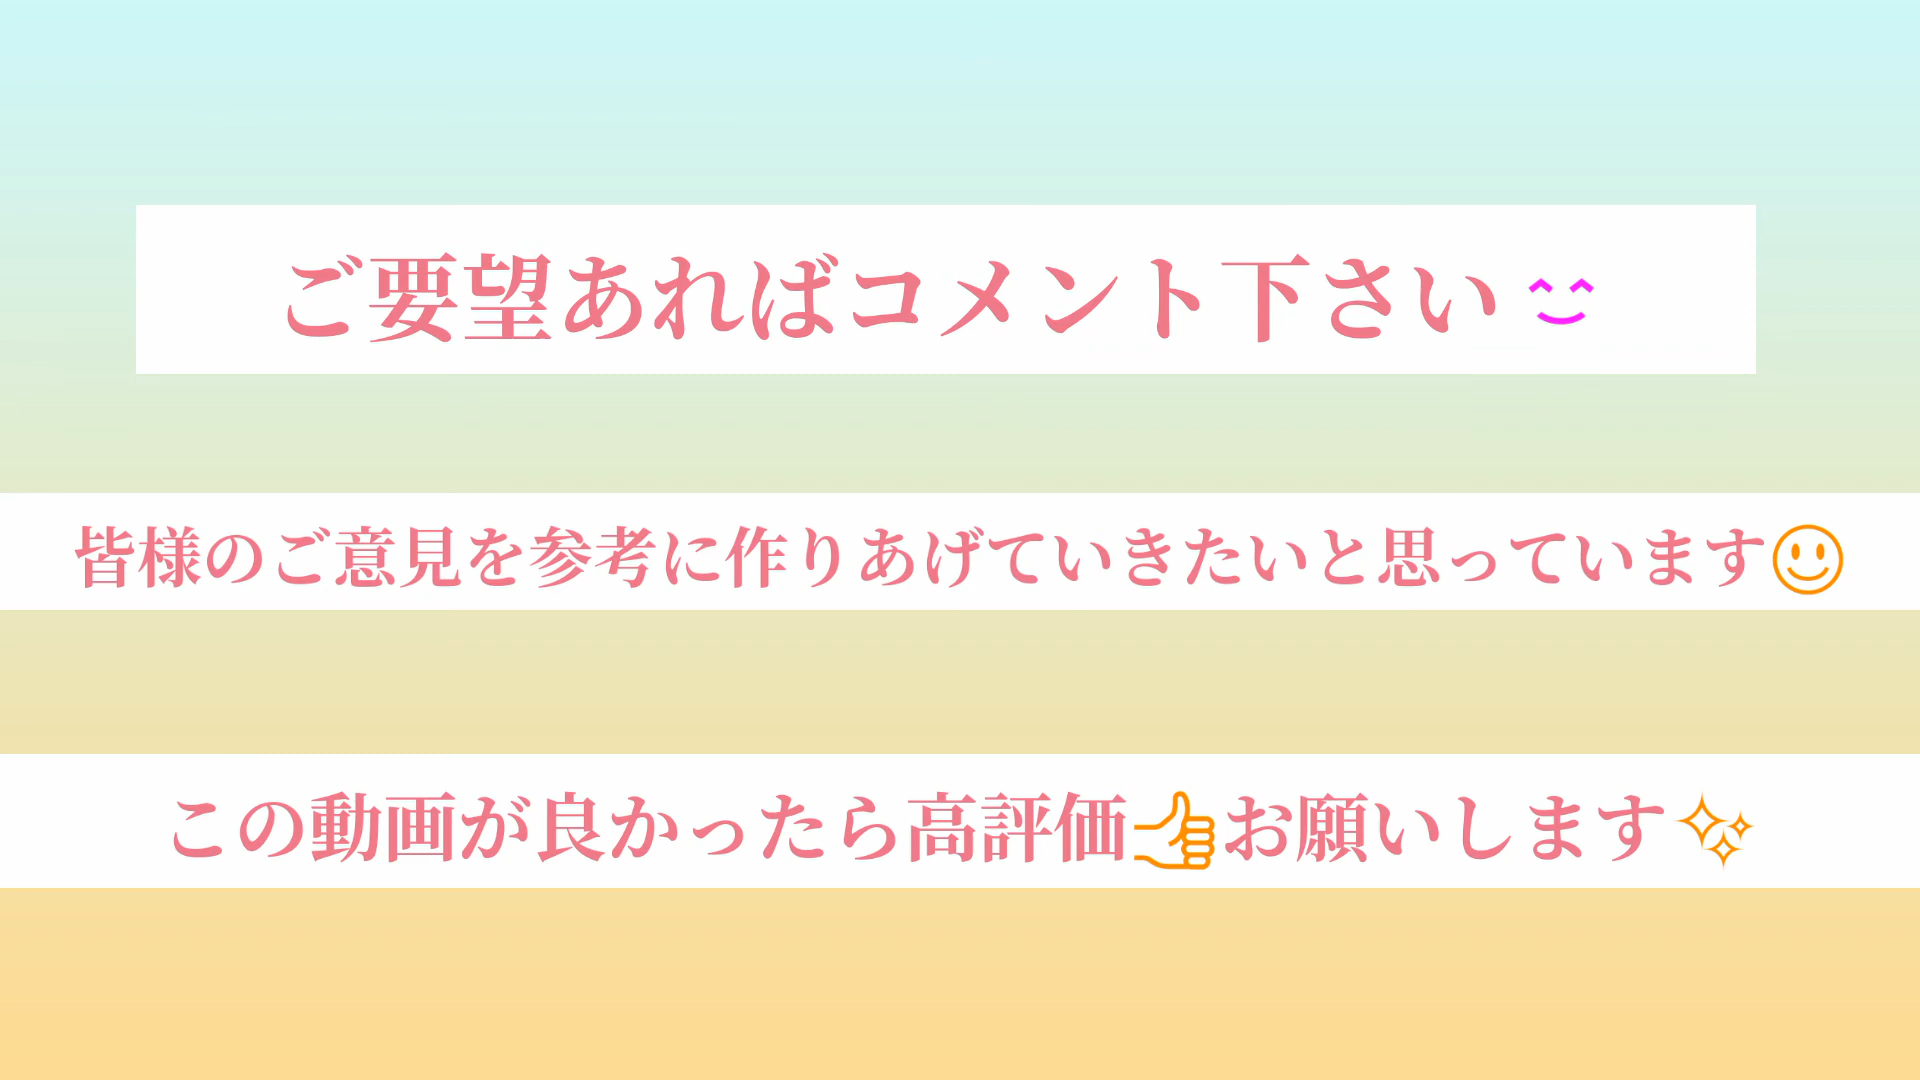 ご要望あればコメント下さい
皆様のご意見を参考に作りあげていきたいと思っています
この動画が良かったら高評価👍お願いします✨